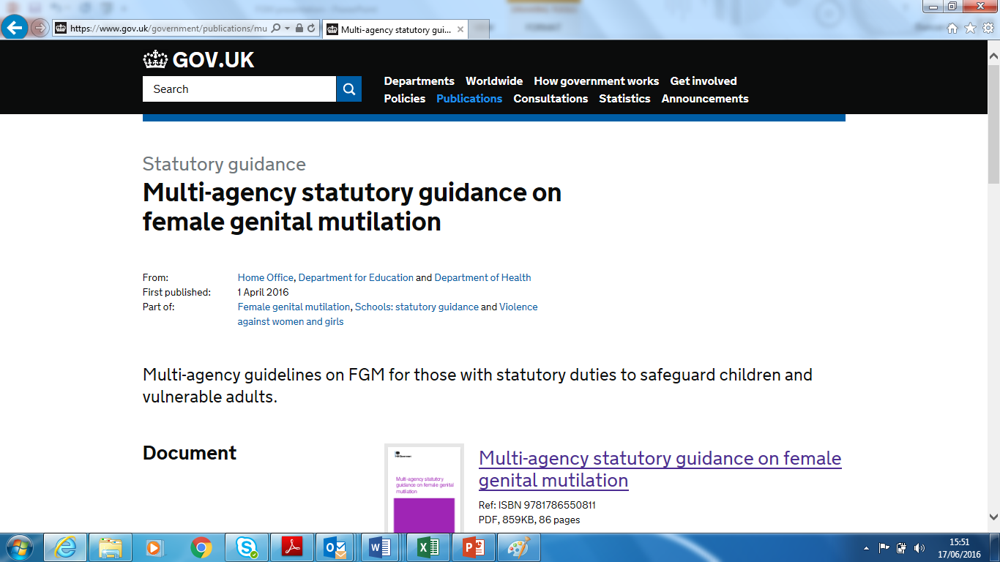 https://www.gov.uk/government/publications/mu
Multi-agency statutory gui...
GOV.UK
Search
Departments Worldwide How government works Get involved
Policies Publications Consultations Statistics Announcements
Statutory guidance
Multi-agency statutory guidance on
female genital mutilation
From: Home Office, Department for Education and Department of Health
First published: 1 April 2016
Part of: Female genital mutilation, Schools: statutory guidance and Violence
against women and girls
Multi-agency guidelines on FGM for those with statutory duties to safeguard children and
vulnerable adults.
Document
Multi-agency statutory
guidance on female genital
mutilation
Multi-agency statutory guidance on female
genital mutilation
Ref: ISBN 9781786550811
PDF, 859KB, 86 pages
15:51
17/06/2016